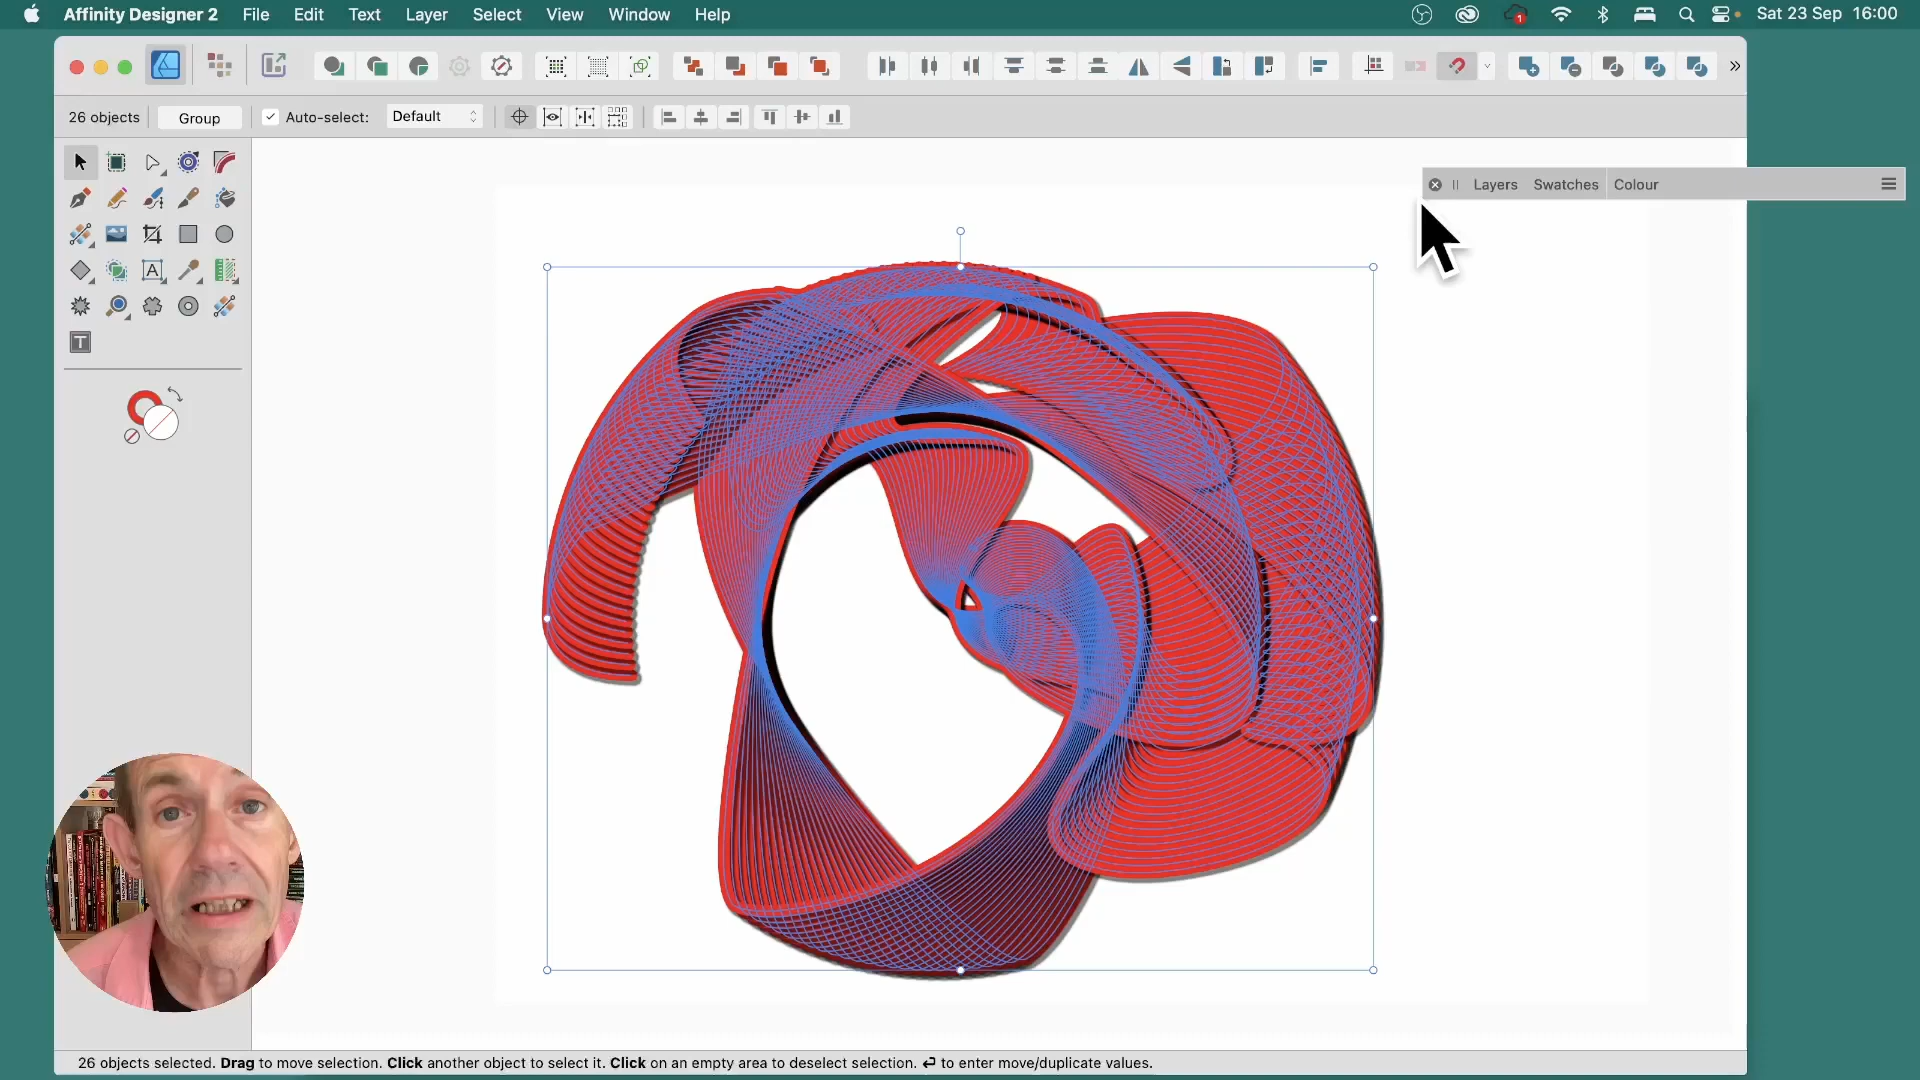 Affinity Designer 2 File Edit Text Layer Select View Window Help 1 Sat 23 Sep 16:00
26 objects Group Auto-select: Default
Layers Swatches Colour
A
T
26 objects selected. Drag to move selection. Click another object to select it. Click on an empty area to deselect selection. ↩ to enter move/duplicate values.